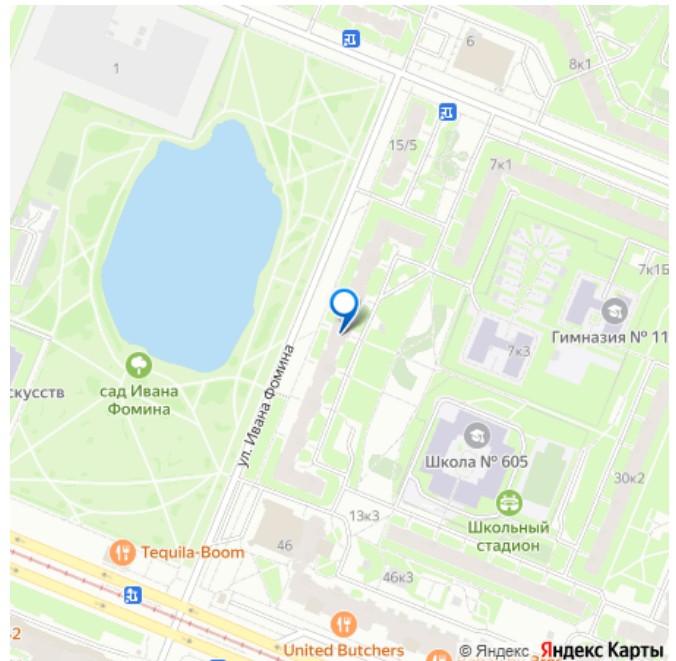 1
6
8к1
15/5
7к1
7к1Б
Гимназия № 11
7к3
ул. Ивана Фомина
скусств
сад Ивана
Фомина
Школа № 605
30к2
Школьный
стадион
13к3
46
46к3
Tequila-Boom
2
United Butchers
© Яндекс Яндекс Карты